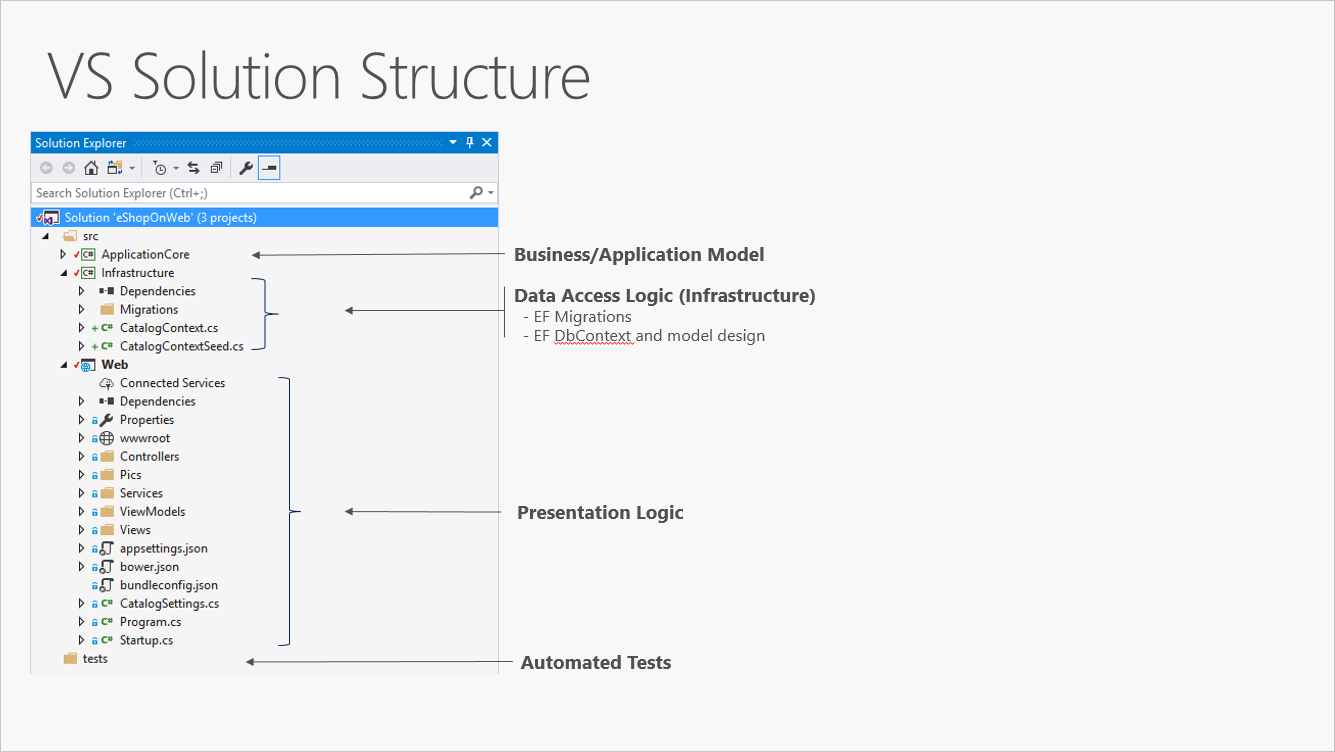 VS Solution Structure
Solution Explorer
Search Solution Explorer (Ctrl+;)
Solution 'eShopOnWeb' (3 projects)
src
C# ApplicationCore
Business/Application Model
C# Infrastructure
Dependencies
Data Access Logic (Infrastructure)
Migrations
- EF Migrations
C# CatalogContext.cs
- EF DbContext and model design
C# CatalogContextSeed.cs
Web
Connected Services
Dependencies
Properties
wwwroot
Controllers
Pics
Services
ViewModels
Presentation Logic
Views
appsettings.json
bower.json
bundleconfig.json
C# CatalogSettings.cs
C# Program.cs
C# Startup.cs
tests
Automated Tests